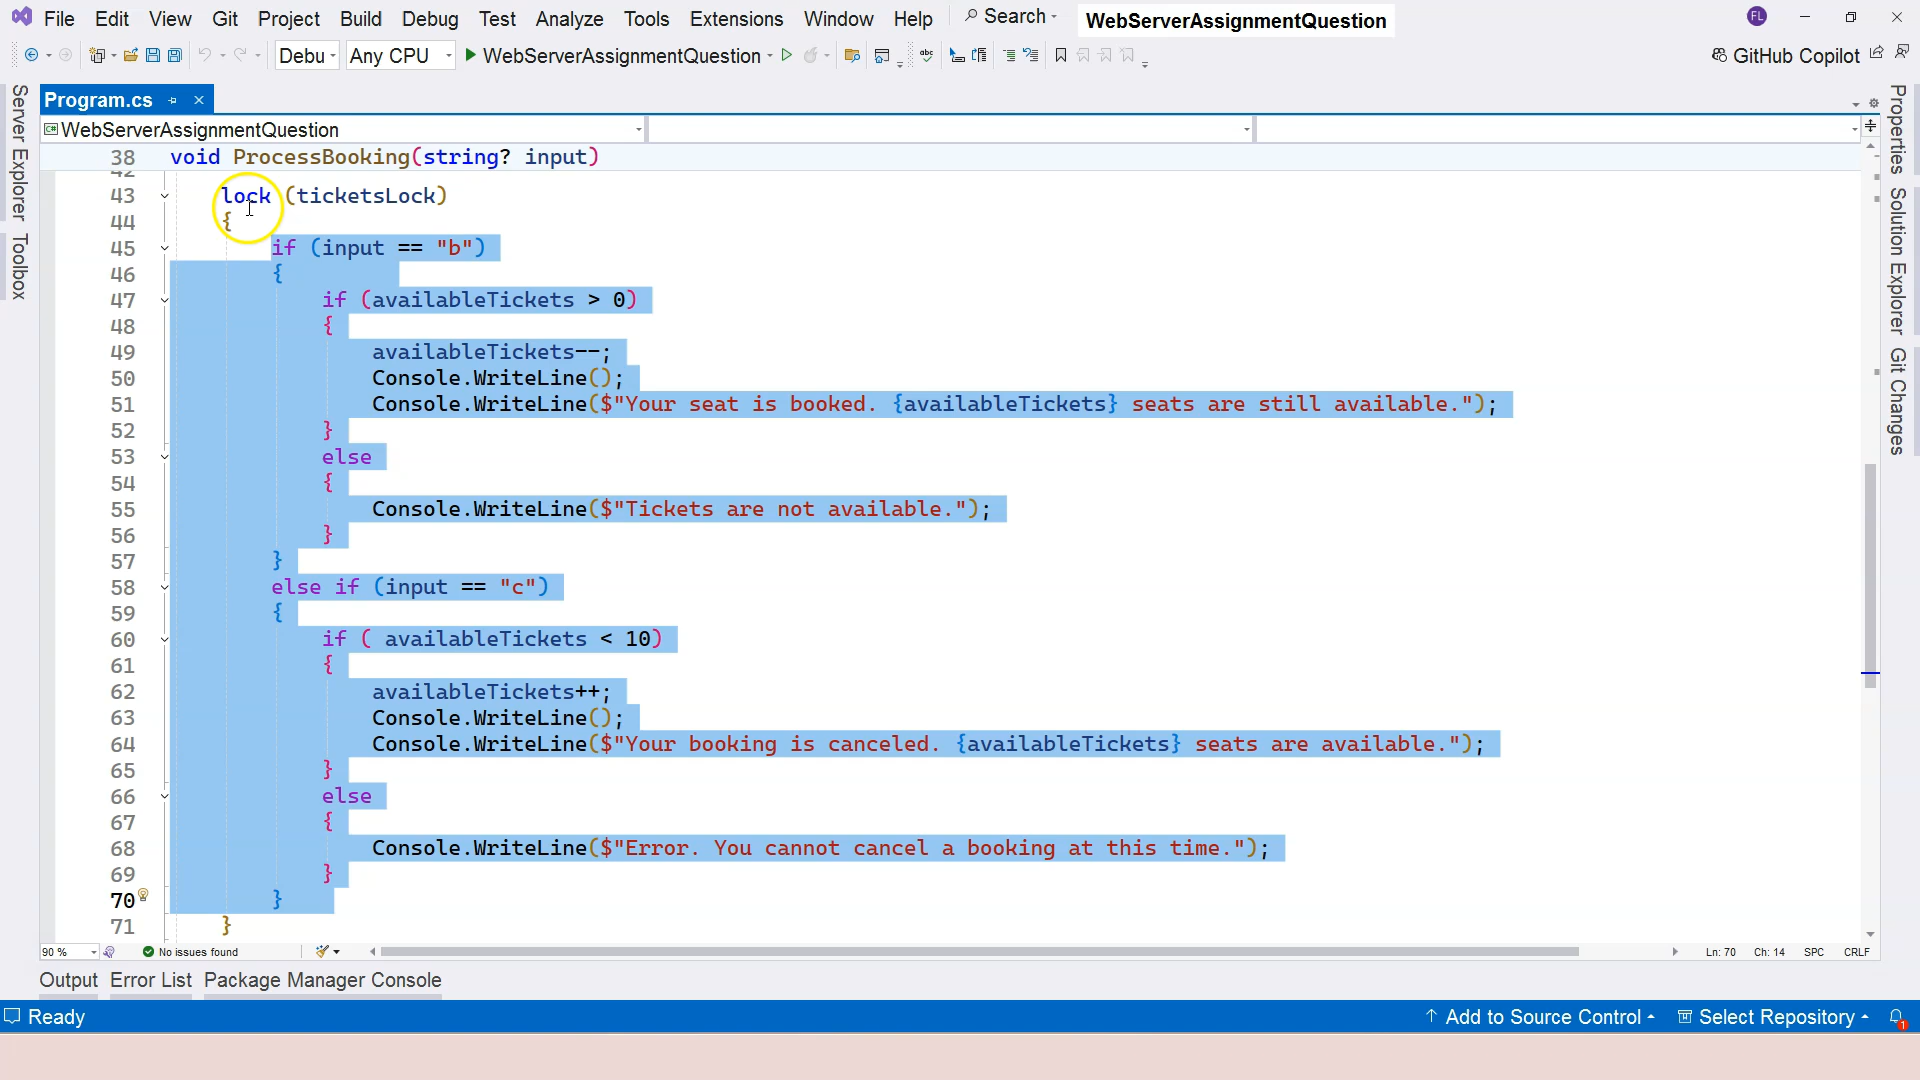 File Edit View Git Project Build Debug Test Analyze Tools Extensions Window Help Search WebServerAssignmentQuestion FL
Debu Any CPU WebServerAssignmentQuestion abc GitHub Copilot
Server Explorer Toolbox
Program.cs
Properties Solution Explorer Git Changes
C# WebServerAssignmentQuestion
38 void ProcessBooking(string? input)
42
43 lock (ticketsLock)
44 {
45 if (input == "b")
46 {
47 if (availableTickets > 0)
48 {
49 availableTickets--;
50 Console.WriteLine();
51 Console.WriteLine($"Your seat is booked. {availableTickets} seats are still available.");
52 }
53 else
54 {
55 Console.WriteLine($"Tickets are not available.");
56 }
57 }
58 else if (input == "c")
59 {
60 if ( availableTickets < 10)
61 {
62 availableTickets++;
63 Console.WriteLine();
64 Console.WriteLine($"Your booking is canceled. {availableTickets} seats are available.");
65 }
66 else
67 {
68 Console.WriteLine($"Error. You cannot cancel a booking at this time.");
69 }
70 }
71 }
90 % No issues found Ln: 70 Ch: 14 SPC CRLF
Output Error List Package Manager Console
Ready Add to Source Control Select Repository 1